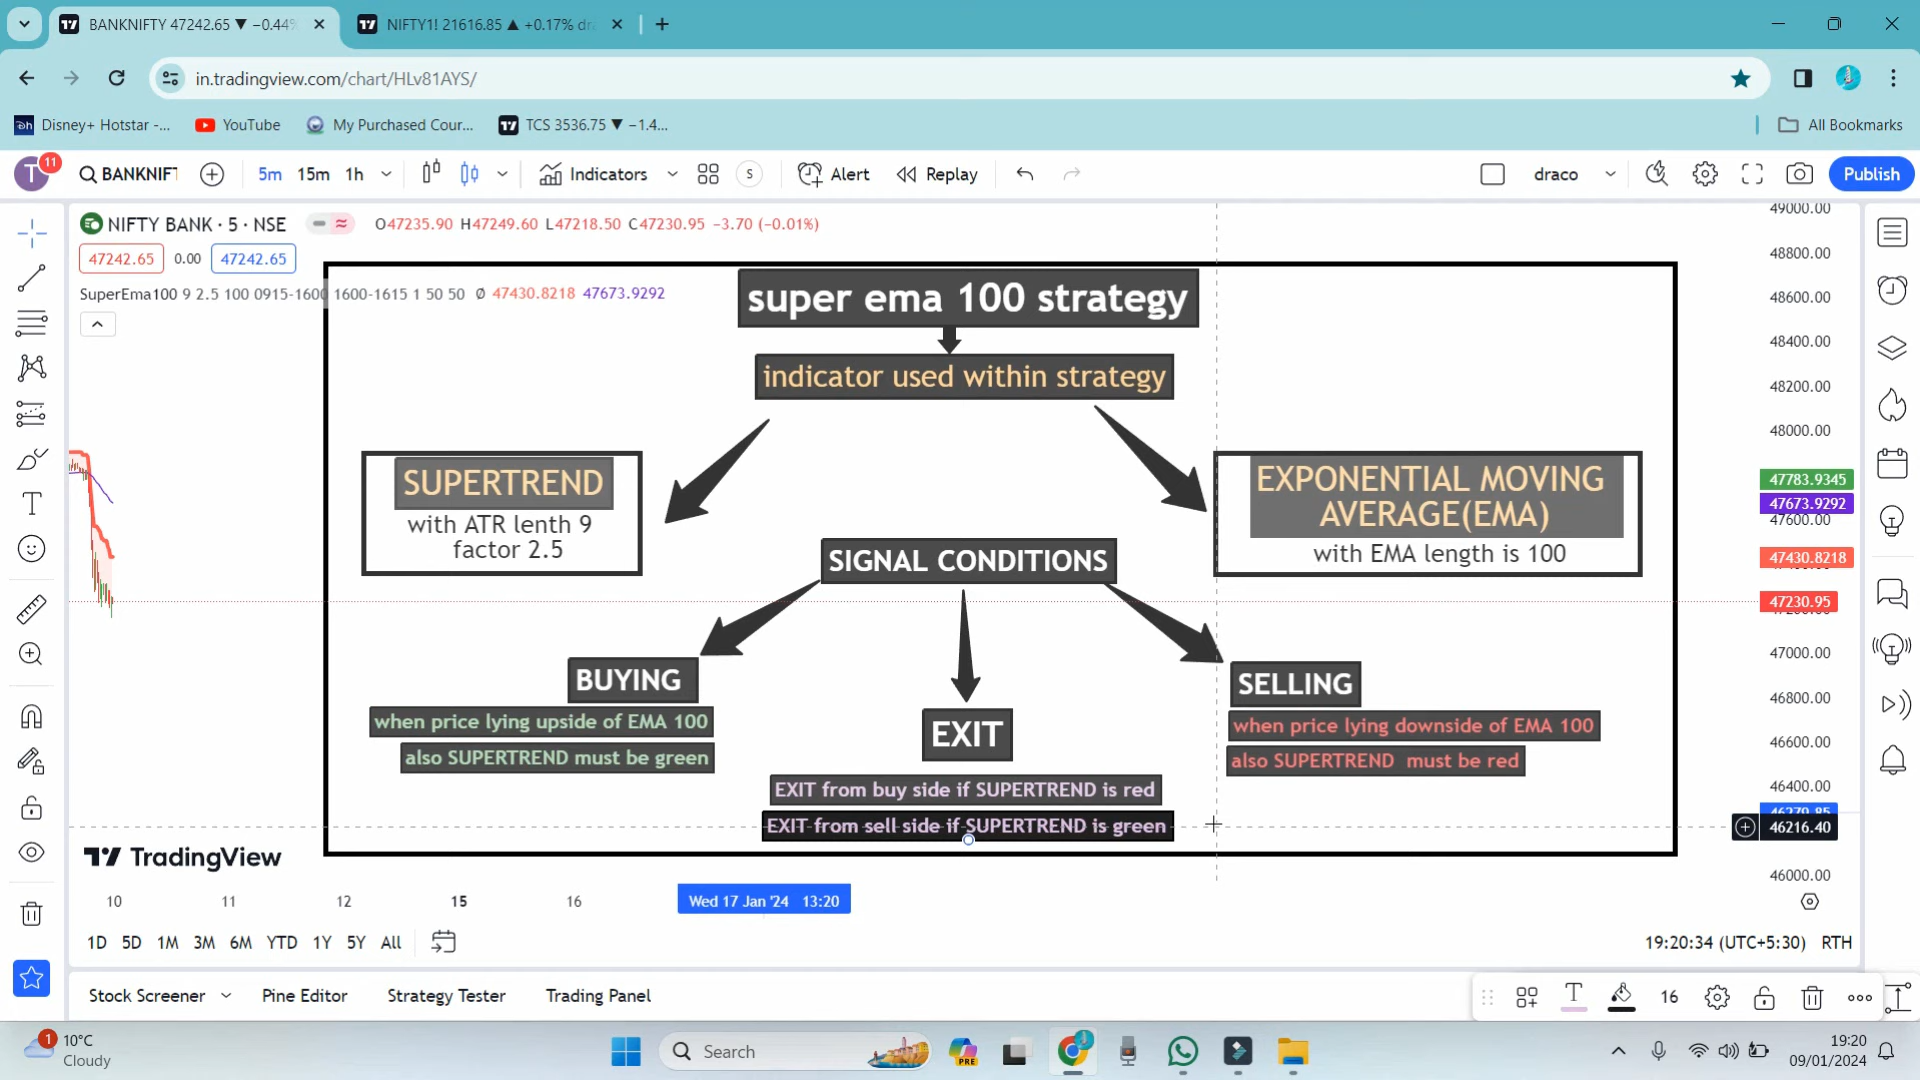 BANKNIFTY 47242.65 ▼ −0.44%
NIFTY1! 21616.85 ▲ +0.17%
in.tradingview.com/chart/HLv81AYS/
Disney+ Hotstar -...
YouTube
My Purchased Cour...
TCS 3536.75 ▼ −1.4...
All Bookmarks
T
11
BANKNIFT
5m
15m
1h
Indicators
S
Alert
Replay
draco
Publish
NIFTY BANK · 5 · NSE
O47235.90 H47249.60 L47218.50 C47230.95 −3.70 (−0.01%)
47242.65
0.00
47242.65
SuperEma100 9 2.5 100 0915-1600 1600-1615 1 50 50 Ø 47430.8218 47673.9292
super ema 100 strategy
indicator used within strategy
SUPERTREND
with ATR lenth 9
factor 2.5
EXPONENTIAL MOVING
AVERAGE(EMA)
with EMA length is 100
SIGNAL CONDITIONS
BUYING
when price lying upside of EMA 100
also SUPERTREND must be green
EXIT
EXIT from buy side if SUPERTREND is red
EXIT from sell side if SUPERTREND is green
SELLING
when price lying downside of EMA 100
also SUPERTREND must be red
49000.00
48800.00
48600.00
48400.00
48200.00
48000.00
47783.9345
47673.9292
47600.00
47430.8218
47230.95
47000.00
46800.00
46600.00
46400.00
46216.40
46000.00
TradingView
10
11
12
15
16
Wed 17 Jan '24 13:20
1D
5D
1M
3M
6M
YTD
1Y
5Y
All
19:20:34 (UTC+5:30)
RTH
Stock Screener
Pine Editor
Strategy Tester
Trading Panel
16
1
10°C
Cloudy
Search
PRE
19:20
09/01/2024